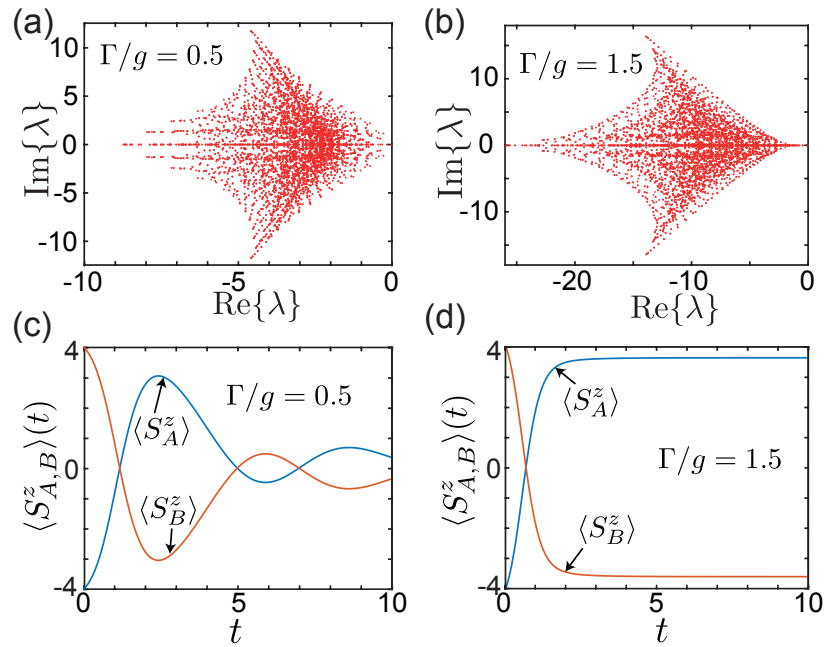 (a)
Γ/g = 0.5
Im{λ}
10
5
0
-5
-10
-10
-5
0
Re{λ}
(b)
Γ/g = 1.5
Im{λ}
10
0
-10
-20
-10
0
Re{λ}
(c)
Γ/g = 0.5
⟨S^z_{A,B}⟩(t)
4
0
-4
⟨S^z_A⟩
⟨S^z_B⟩
0
5
10
t
(d)
⟨S^z_{A,B}⟩(t)
4
0
-4
⟨S^z_A⟩
Γ/g = 1.5
⟨S^z_B⟩
0
5
10
t